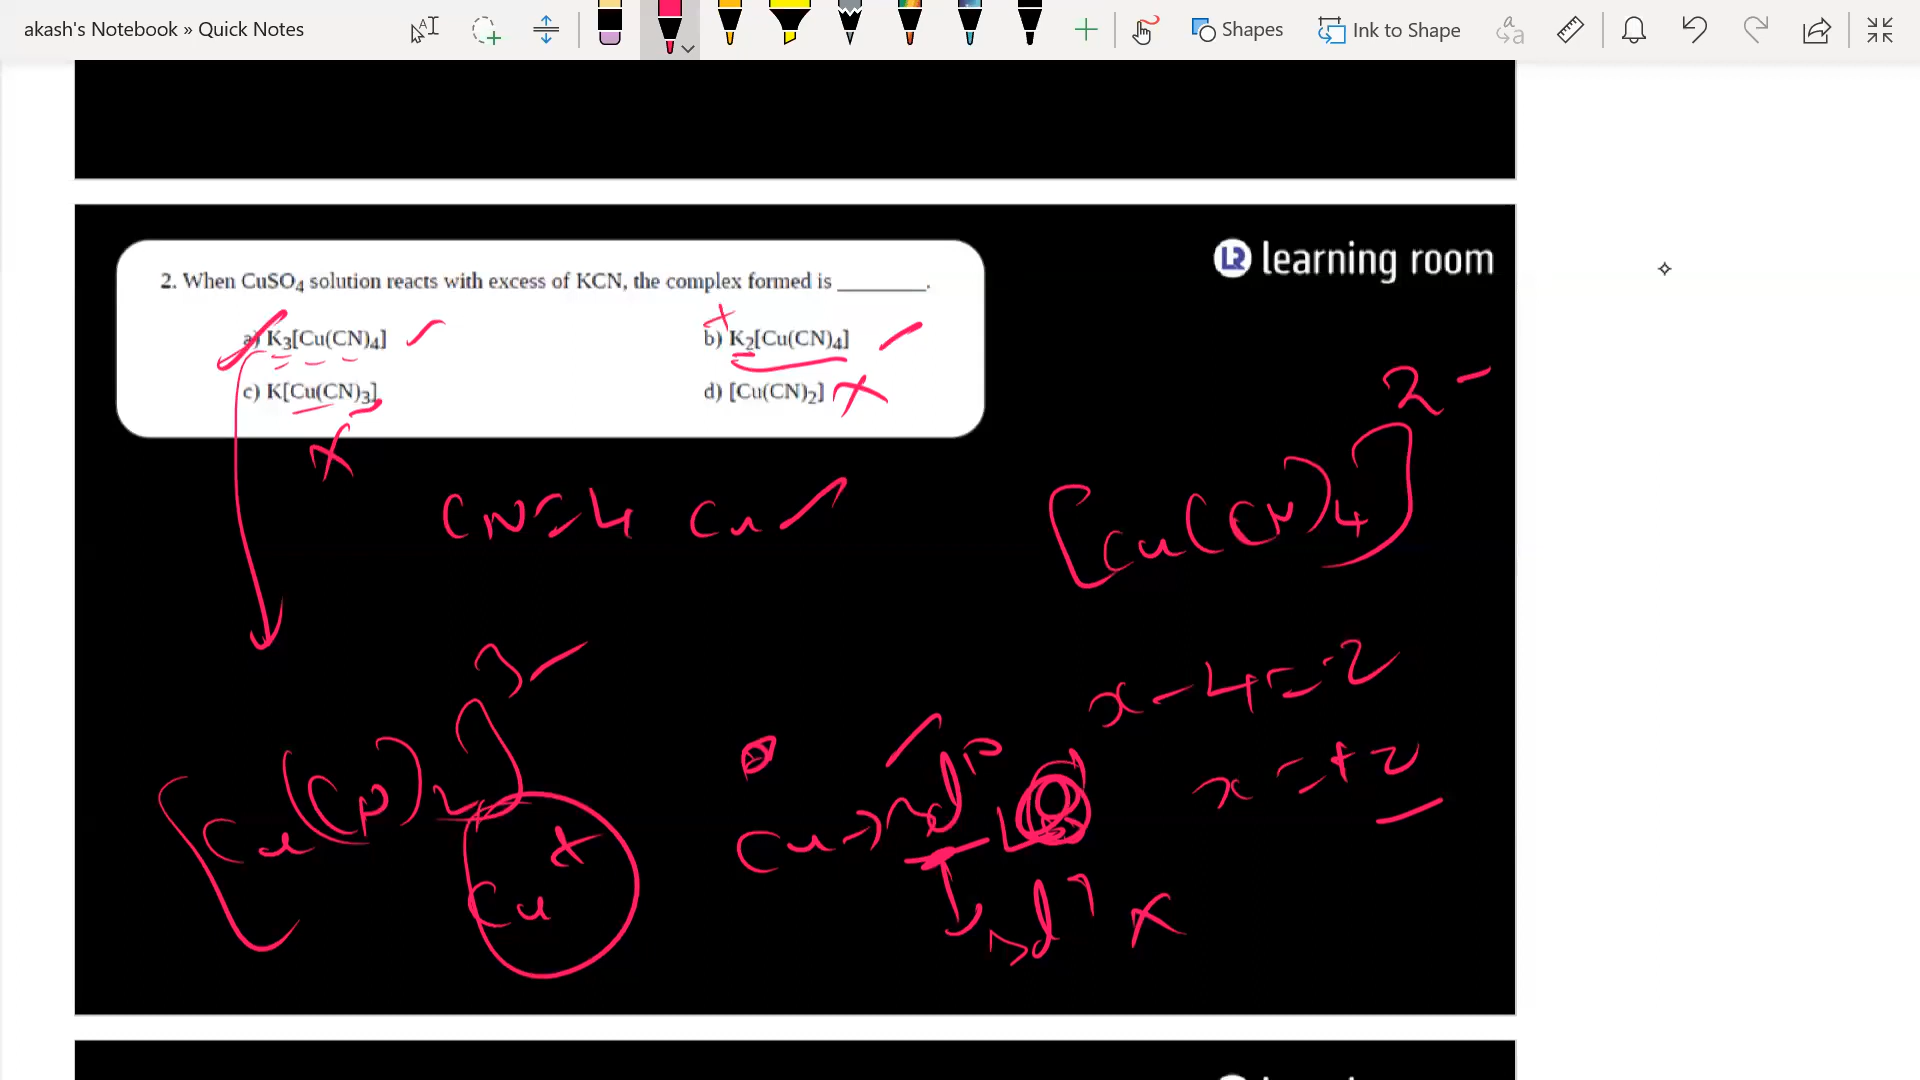 akash's Notebook » Quick Notes
Shapes
Ink to Shape
learning room
2. When CuSO₄ solution reacts with excess of KCN, the complex formed is ________.
a) K₃[Cu(CN)₄]
b) K₂[Cu(CN)₄]
c) K[Cu(CN)₃]
d) [Cu(CN)₂]
CN=4 Cu
[Cu(CN)₄]²⁻
x-4=-2
x=+2
Cu⁺